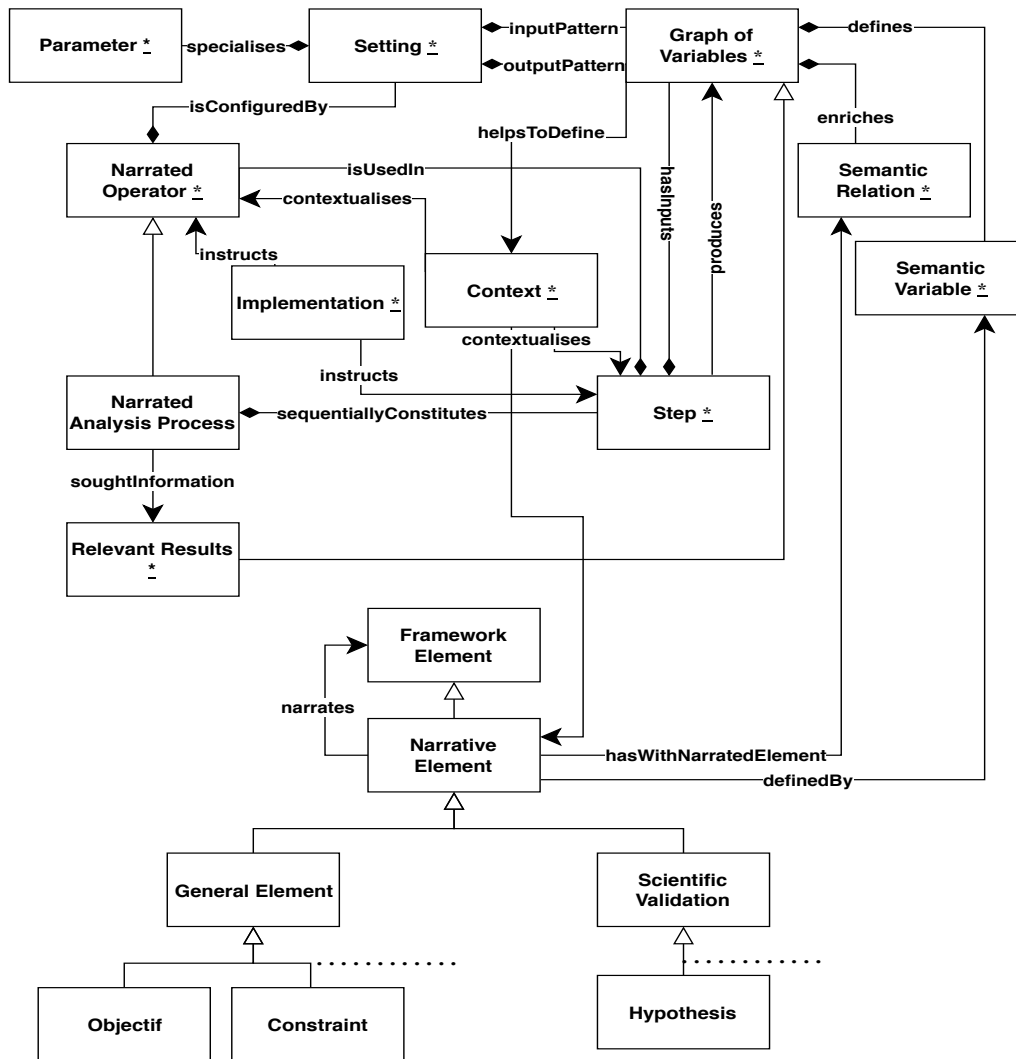 Parameter *
specialises
Setting *
inputPattern
outputPattern
Graph of
Variables *
defines
isConfiguredBy
helpsToDefine
enriches
Narrated
Operator *
isUsedIn
contextualises
hasInputs
produces
Semantic
Relation *
instructs
Implementation *
Context *
Semantic
Variable *
contextualises
instructs
Narrated
Analysis Process
sequentiallyConstitutes
Step *
soughtInformation
Relevant Results
*
Framework
Element
narrates
Narrative
Element
hasWithNarratedElement
definedBy
General Element
Scientific
Validation
Objectif
Constraint
Hypothesis